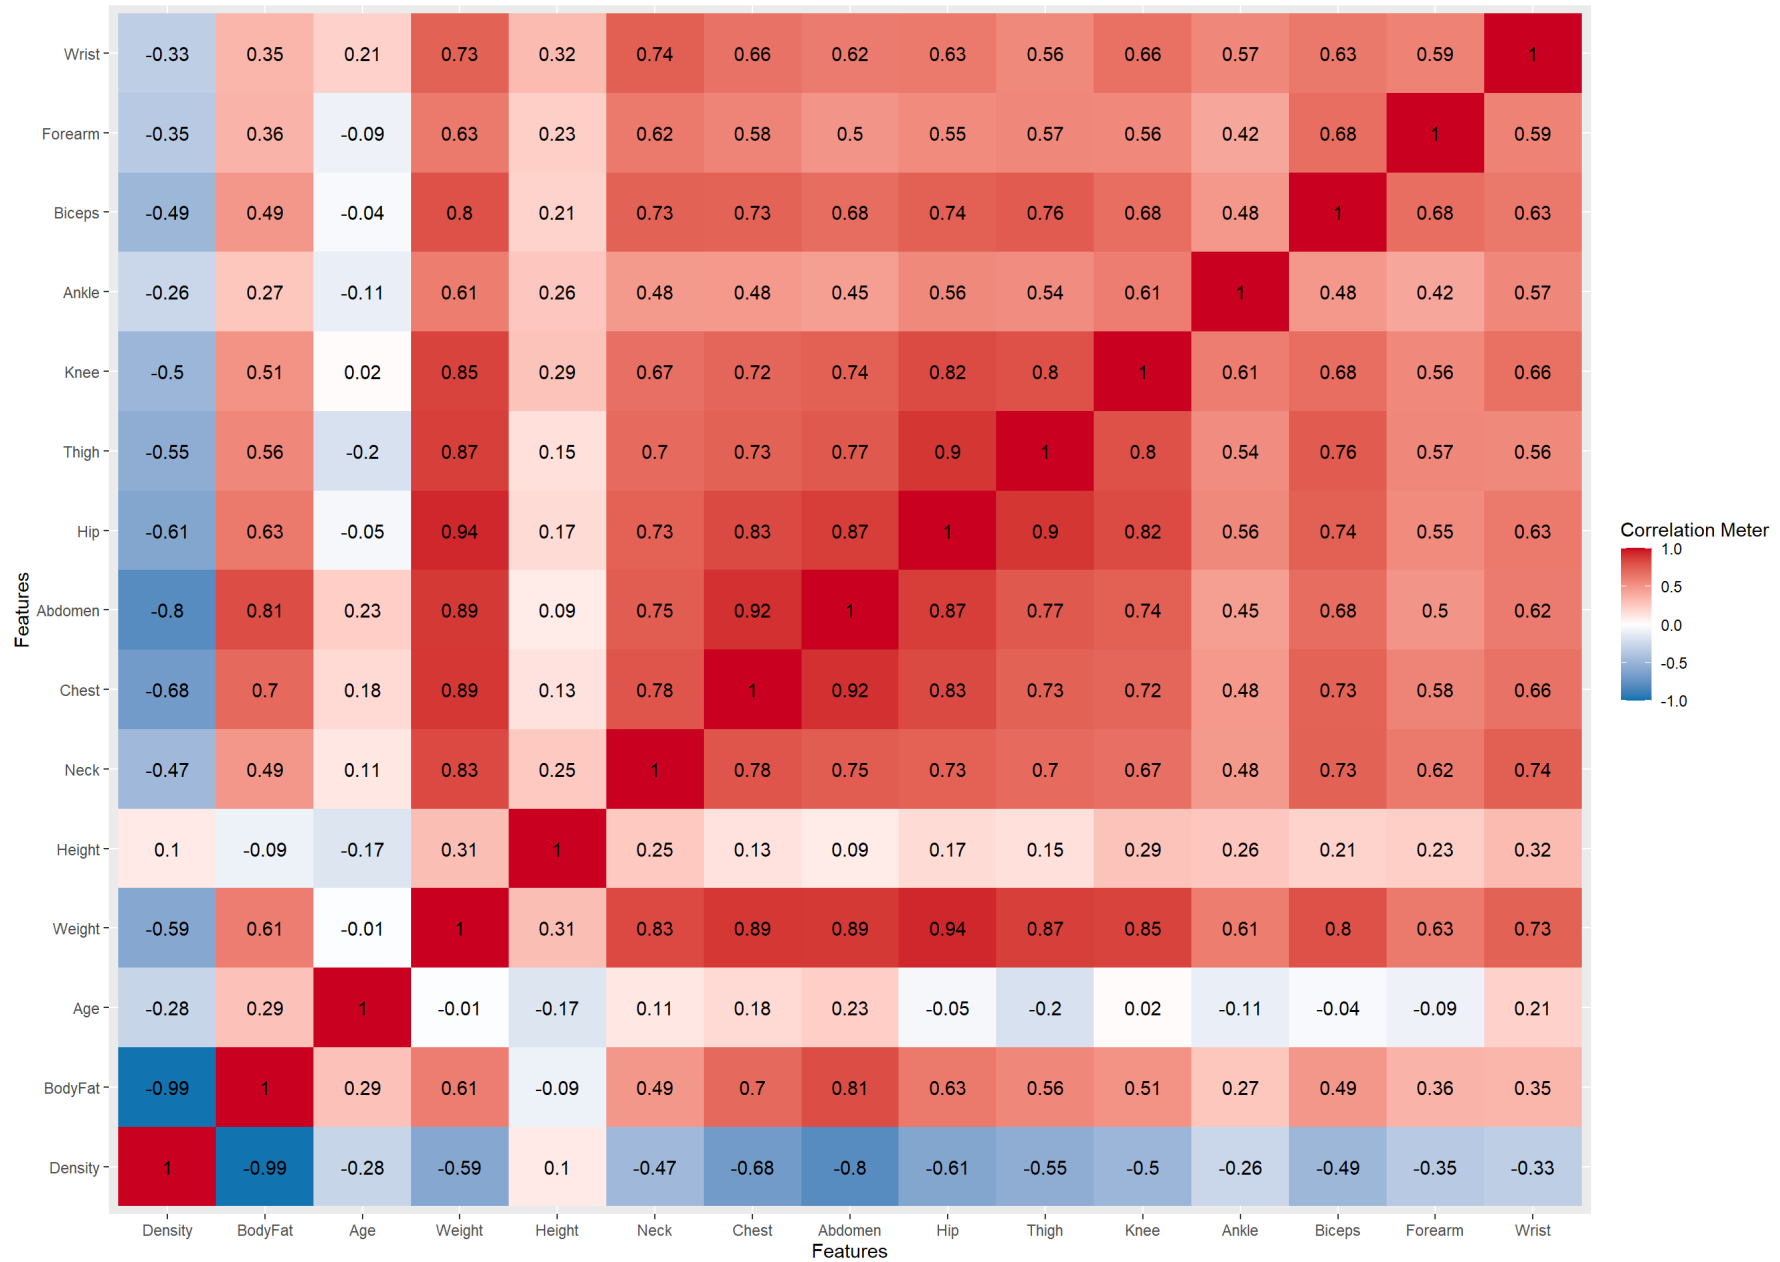 Wrist -0.33 0.35 0.21 0.73 0.32 0.74 0.66 0.62 0.63 0.56 0.66 0.57 0.63 0.59 1
Forearm -0.35 0.36 -0.09 0.63 0.23 0.62 0.58 0.5 0.55 0.57 0.56 0.42 0.68 1 0.59
Biceps -0.49 0.49 -0.04 0.8 0.21 0.73 0.73 0.68 0.74 0.76 0.68 0.48 1 0.68 0.63
Ankle -0.26 0.27 -0.11 0.61 0.26 0.48 0.48 0.45 0.56 0.54 0.61 1 0.48 0.42 0.57
Knee -0.5 0.51 0.02 0.85 0.29 0.67 0.72 0.74 0.82 0.8 1 0.61 0.68 0.56 0.66
Thigh -0.55 0.56 -0.2 0.87 0.15 0.7 0.73 0.77 0.9 1 0.8 0.54 0.76 0.57 0.56
Hip -0.61 0.63 -0.05 0.94 0.17 0.73 0.83 0.87 1 0.9 0.82 0.56 0.74 0.55 0.63
Abdomen -0.8 0.81 0.23 0.89 0.09 0.75 0.92 1 0.87 0.77 0.74 0.45 0.68 0.5 0.62
Chest -0.68 0.7 0.18 0.89 0.13 0.78 1 0.92 0.83 0.73 0.72 0.48 0.73 0.58 0.66
Neck -0.47 0.49 0.11 0.83 0.25 1 0.78 0.75 0.73 0.7 0.67 0.48 0.73 0.62 0.74
Height 0.1 -0.09 -0.17 0.31 1 0.25 0.13 0.09 0.17 0.15 0.29 0.26 0.21 0.23 0.32
Weight -0.59 0.61 -0.01 1 0.31 0.83 0.89 0.89 0.94 0.87 0.85 0.61 0.8 0.63 0.73
Age -0.28 0.29 1 -0.01 -0.17 0.11 0.18 0.23 -0.05 -0.2 0.02 -0.11 -0.04 -0.09 0.21
BodyFat -0.99 1 0.29 0.61 -0.09 0.49 0.7 0.81 0.63 0.56 0.51 0.27 0.49 0.36 0.35
Density 1 -0.99 -0.28 -0.59 0.1 -0.47 -0.68 -0.8 -0.61 -0.55 -0.5 -0.26 -0.49 -0.35 -0.33
Density BodyFat Age Weight Height Neck Chest Abdomen Hip Thigh Knee Ankle Biceps Forearm Wrist
Features
Features
Correlation Meter
1.0
0.5
0.0
-0.5
-1.0